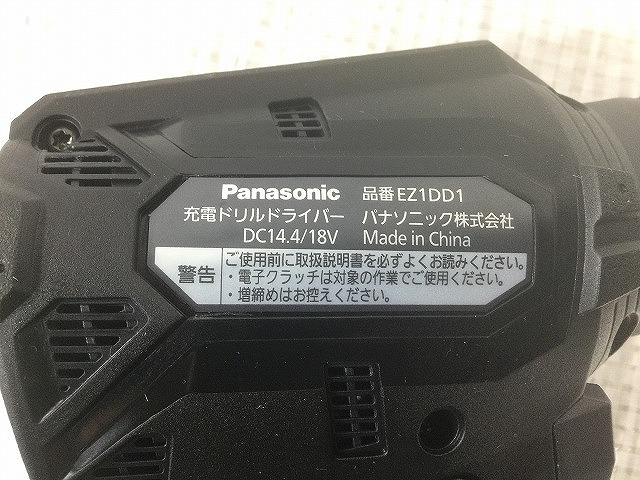 Panasonic 品番 EZ1DD1
充電ドリルドライバー パナソニック株式会社
DC14.4/18V Made in China
警告
ご使用前に取扱説明書を必ずよくお読みください。
・電子クラッチは対象の作業でご使用ください。
・増締めはお控えください。